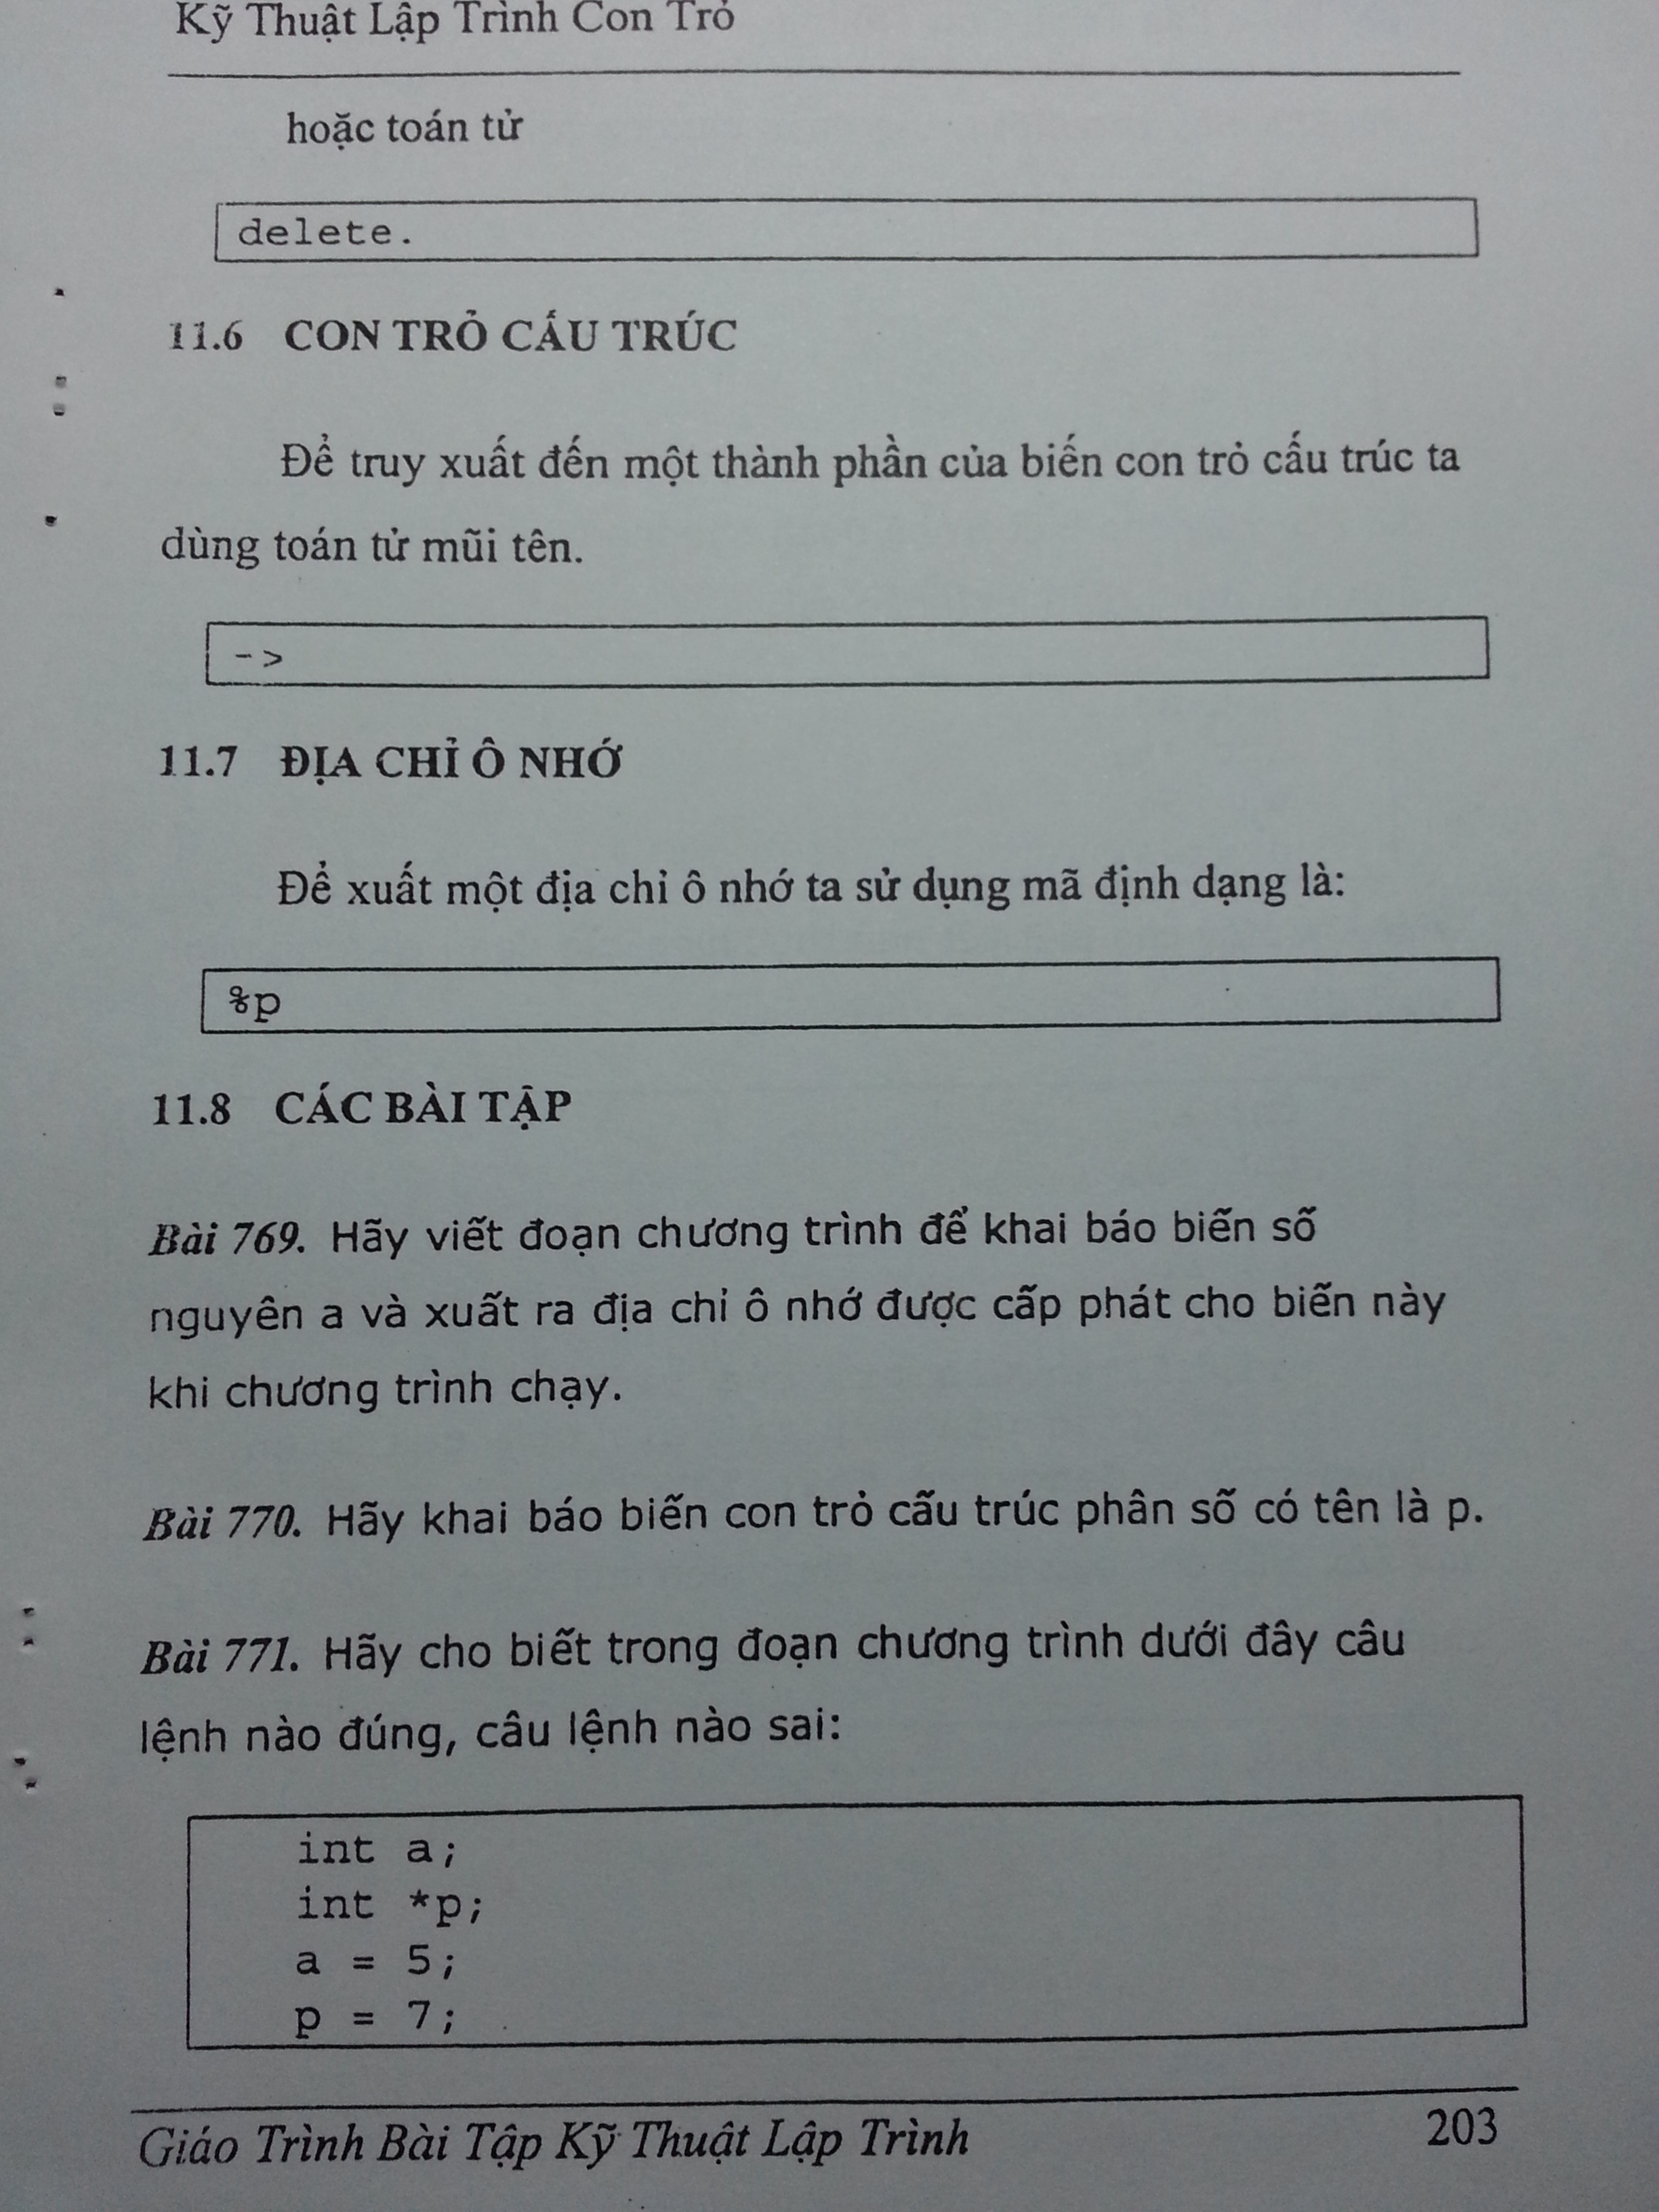 Kỹ Thuật Lập Trình Con Trỏ
hoặc toán tử
delete.
11.6 CON TRỎ CẤU TRÚC
Để truy xuất đến một thành phần của biến con trỏ cấu trúc ta
dùng toán tử mũi tên.
->
11.7 ĐỊA CHỈ Ô NHỚ
Để xuất một địa chỉ ô nhớ ta sử dụng mã định dạng là:
%p
11.8 CÁC BÀI TẬP
Bài 769. Hãy viết đoạn chương trình để khai báo biến số
nguyên a và xuất ra địa chỉ ô nhớ được cấp phát cho biến này
khi chương trình chạy.
Bài 770. Hãy khai báo biến con trỏ cấu trúc phân số có tên là p.
Bài 771. Hãy cho biết trong đoạn chương trình dưới đây câu
lệnh nào đúng, câu lệnh nào sai:
int a;
int *p;
a = 5;
p = 7;
Giáo Trình Bài Tập Kỹ Thuật Lập Trình 203